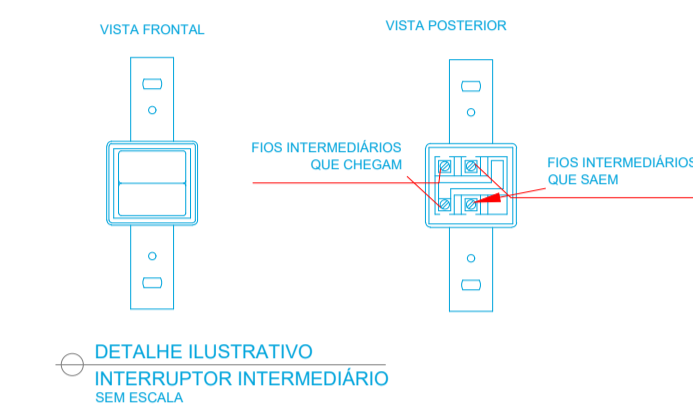 VISTA FRONTAL
VISTA POSTERIOR
FIOS INTERMEDIÁRIOS
QUE CHEGAM
FIOS INTERMEDIÁRIOS
QUE SAEM
DETALHE ILUSTRATIVO
INTERRUPTOR INTERMEDIÁRIO
SEM ESCALA